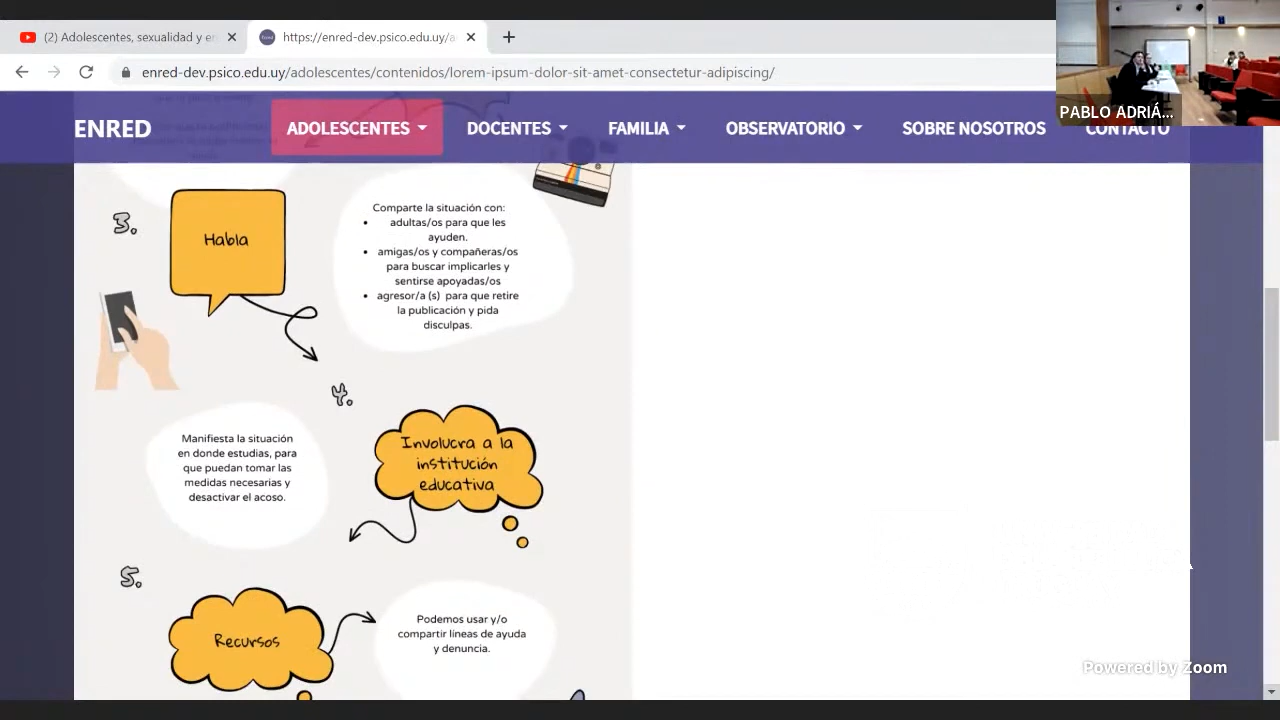 (2) Adolescentes, sexualidad y en
https://enred-dev.psico.edu.uy/a
enred-dev.psico.edu.uy/adolescentes/contenidos/lorem-ipsum-dolor-sit-amet-consectetur-adipiscing/
PABLO ADRIÁ...
ENRED
ADOLESCENTES
DOCENTES
FAMILIA
OBSERVATORIO
SOBRE NOSOTROS
CONTACTO
3.
Habla
Comparte la situación con:
• adultas/os para que les
ayuden.
• amigas/os y compañeras/os
para buscar implicarles y
sentirse apoyadas/os
• agresor/a (s) para que retire
la publicación y pida
disculpas.
4.
Involucra a la
institución
educativa
Manifiesta la situación
en donde estudias, para
que puedan tomar las
medidas necesarias y
desactivar el acoso.
5.
Recursos
Podemos usar y/o
compartir líneas de ayuda
y denuncia.
Powered by Zoom